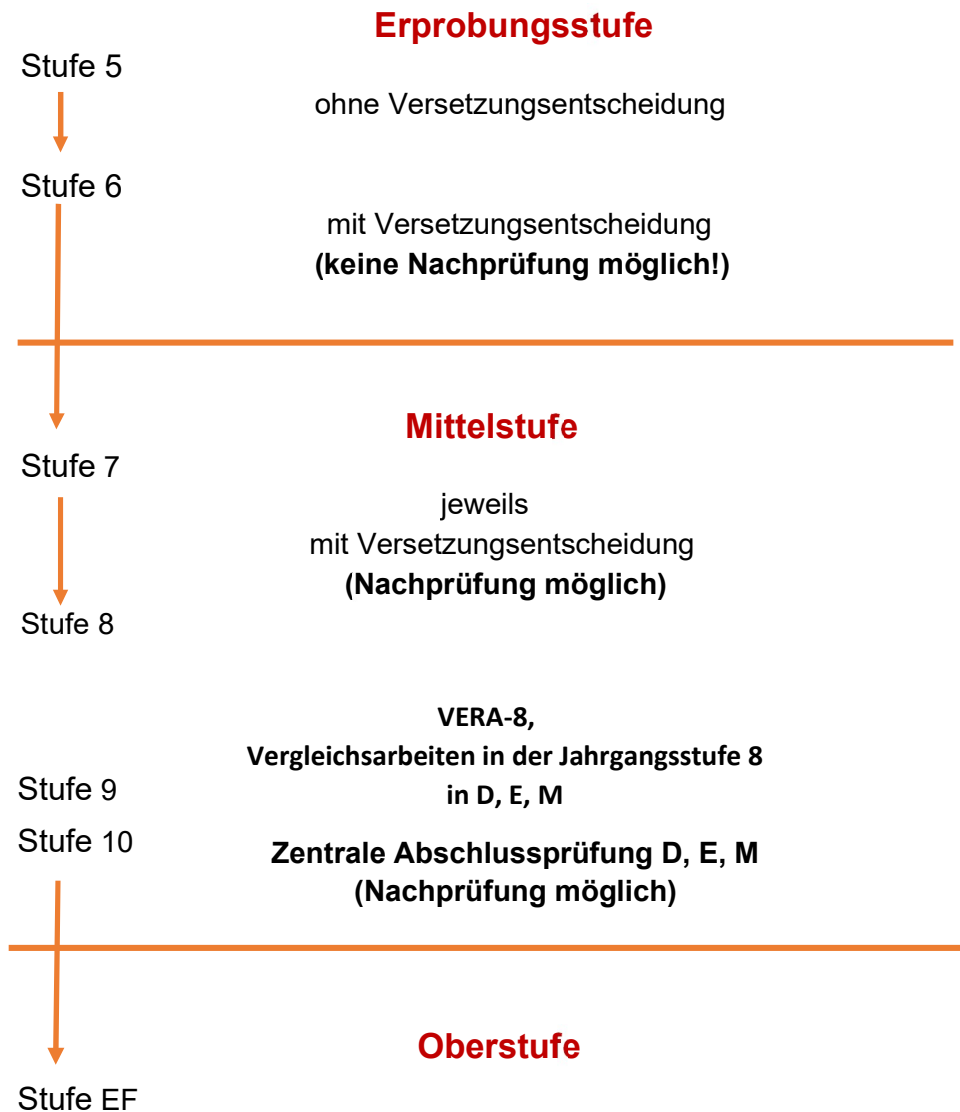 Erprobungsstufe
Stufe 5
ohne Versetzungsentscheidung
Stufe 6
mit Versetzungsentscheidung
(keine Nachprüfung möglich!)
Mittelstufe
Stufe 7
jeweils
mit Versetzungsentscheidung
(Nachprüfung möglich)
Stufe 8
VERA-8,
Vergleichsarbeiten in der Jahrgangsstufe 8
Stufe 9
in D, E, M
Stufe 10
Zentrale Abschlussprüfung D, E, M
(Nachprüfung möglich)
Oberstufe
Stufe EF